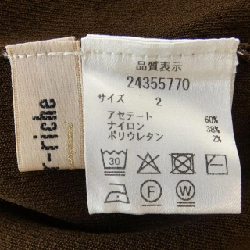 品質表示
24355770
サイズ 2
アセテート 60%
ナイロン 38%
ポリウレタン 2%
30
F W
-riche